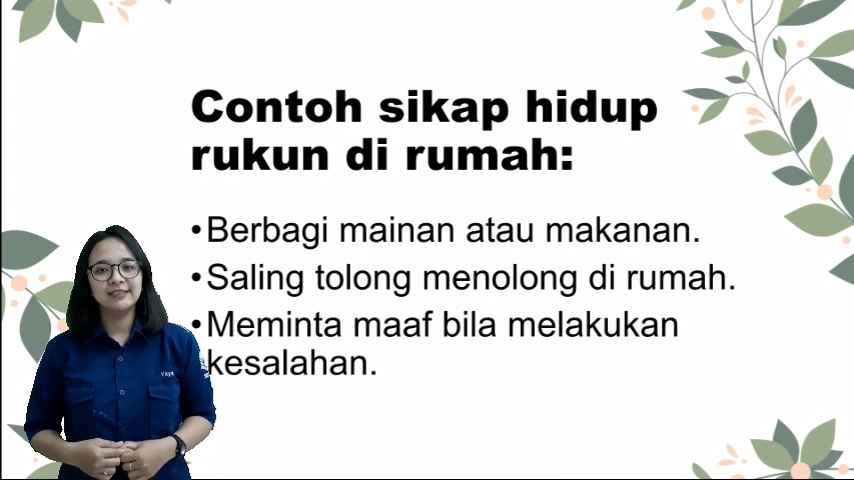 Contoh sikap hidup
rukun di rumah:
•Berbagi mainan atau makanan.
•Saling tolong menolong di rumah.
•Meminta maaf bila melakukan
kesalahan.